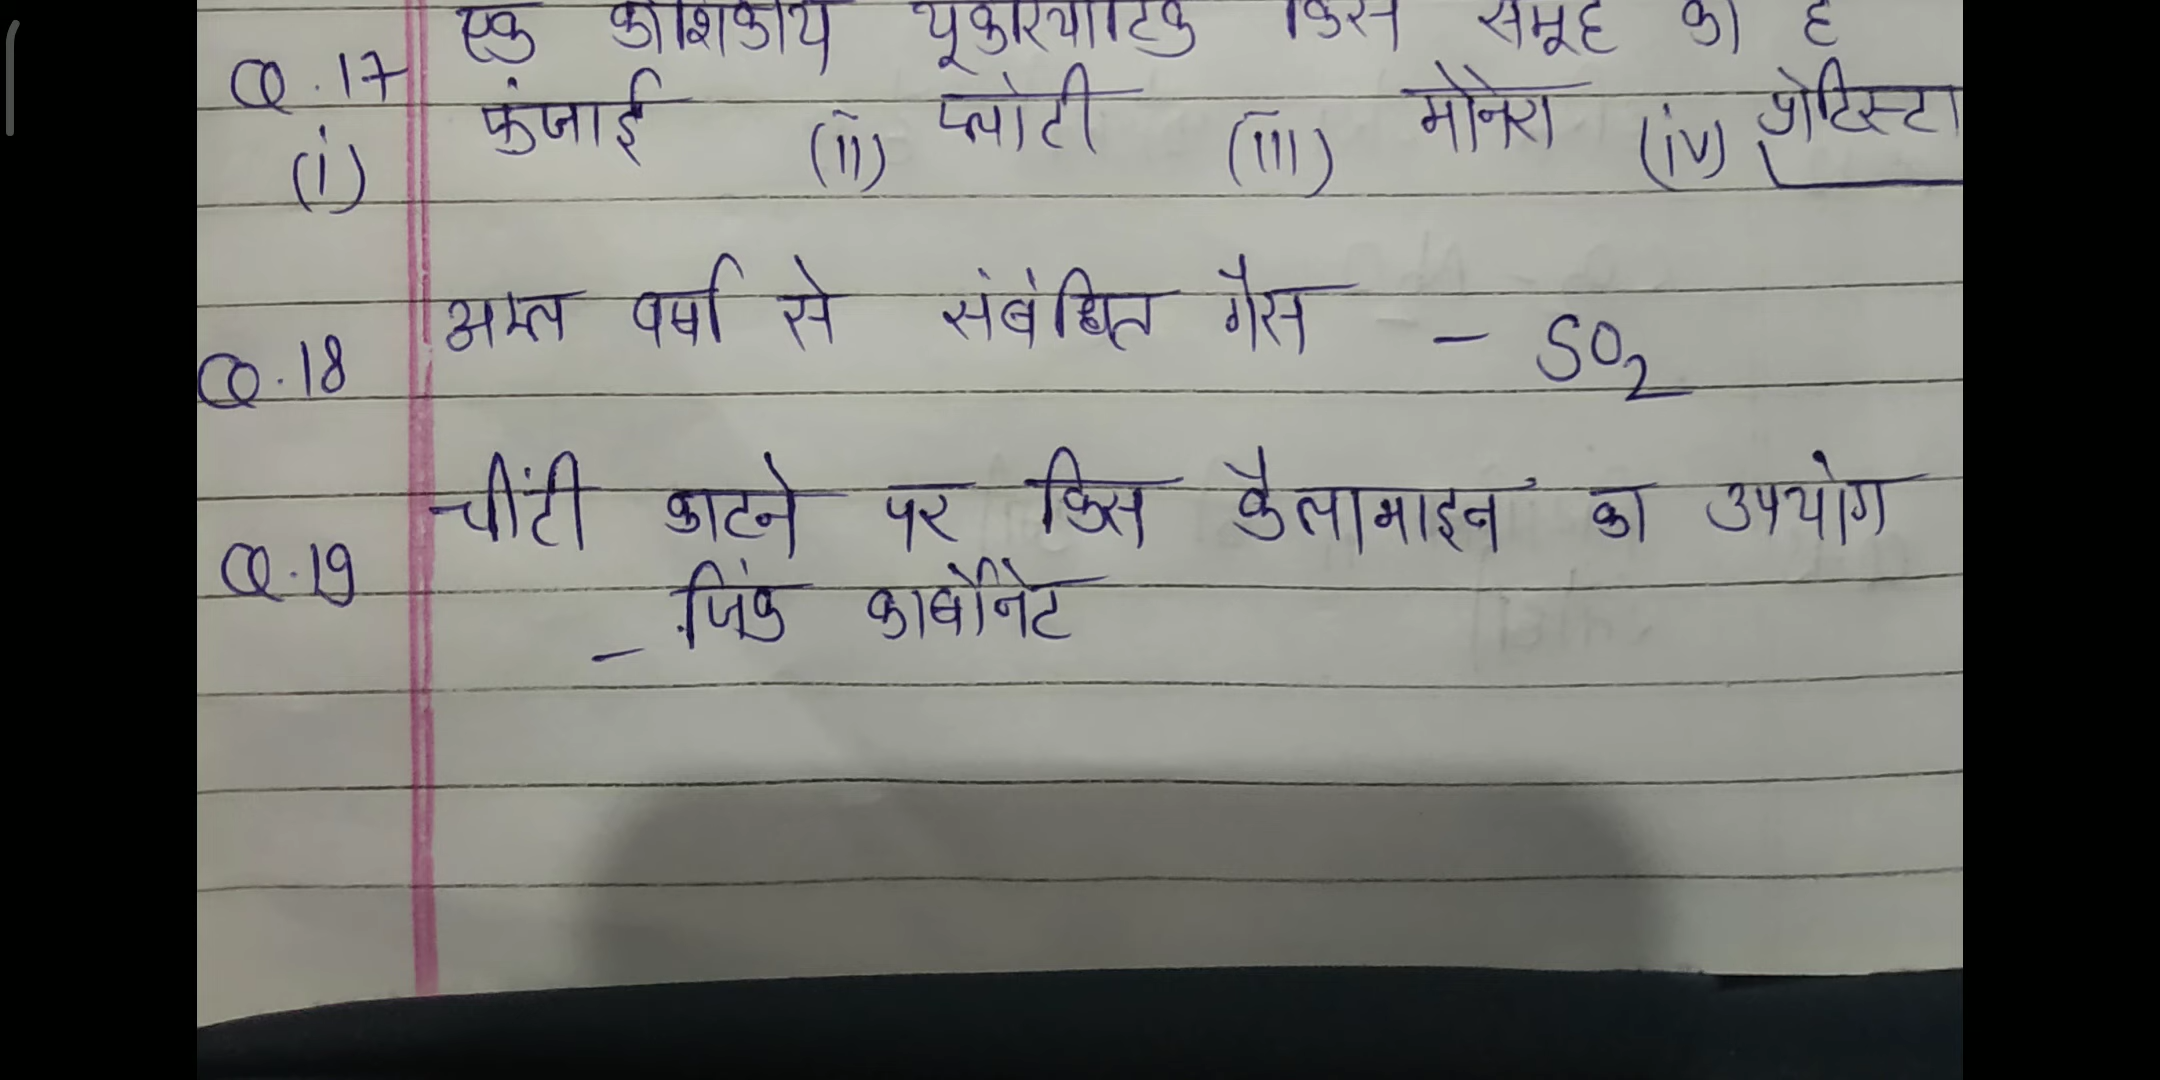 Q.17 एक कोशिकीय यूकैरियोटिक किस समूह का है
(i) फंजाई (ii) प्लांटी (iii) मोनेरा (iv) प्रोटिस्टा
Q.18 अम्ल वर्षा से संबंधित गैस - SO₂
Q.19 चींटी काटने पर किस कैलामाइन का उपयोग
- जिंक कार्बोनेट